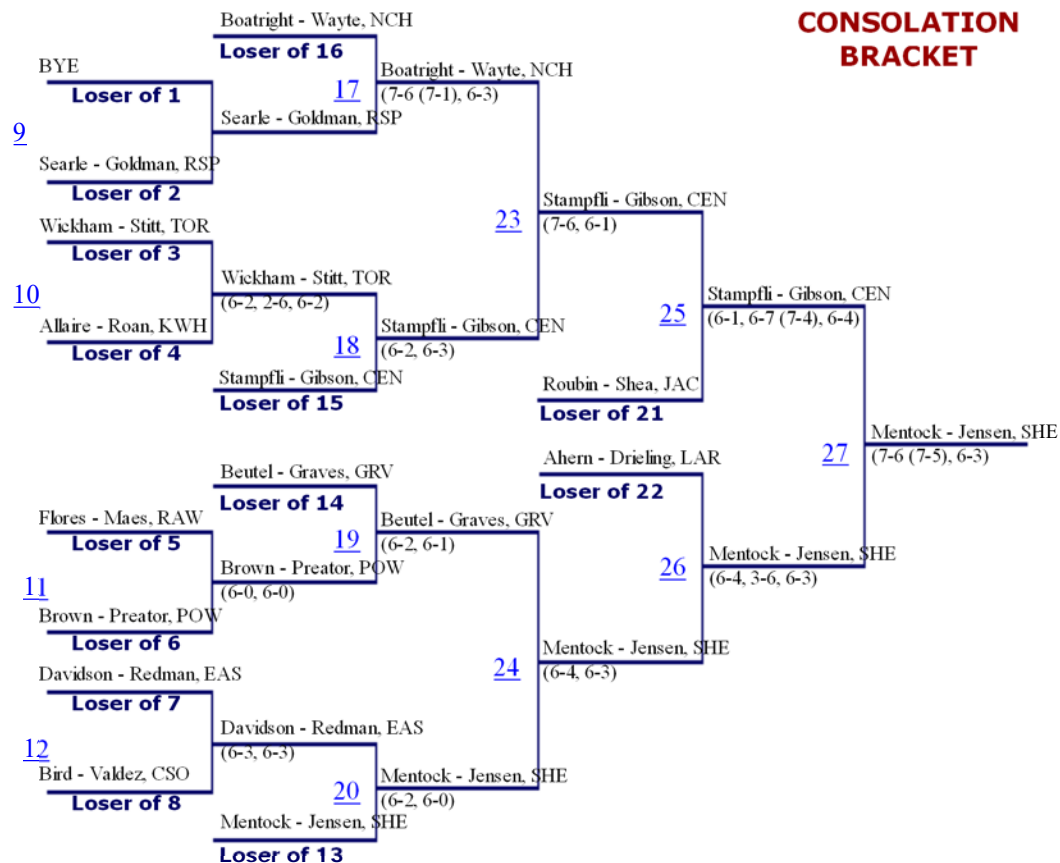 CONSOLATION
BRACKET
Boatright - Wayte, NCH
Loser of 16
BYE
Loser of 1
17
Boatright - Wayte, NCH
(7-6 (7-1), 6-3)
9
Searle - Goldman, RSP
Searle - Goldman, RSP
Loser of 2
23
Stampfli - Gibson, CEN
(7-6, 6-1)
Wickham - Stitt, TOR
Loser of 3
10
Wickham - Stitt, TOR
(6-2, 2-6, 6-2)
Allaire - Roan, KWH
Loser of 4
18
Stampfli - Gibson, CEN
(6-2, 6-3)
Stampfli - Gibson, CEN
Loser of 15
25
Stampfli - Gibson, CEN
(6-1, 6-7 (7-4), 6-4)
Roubin - Shea, JAC
Loser of 21
27
Mentock - Jensen, SHE
(7-6 (7-5), 6-3)
Beutel - Graves, GRV
Loser of 14
Ahern - Drieling, LAR
Loser of 22
Flores - Maes, RAW
Loser of 5
19
Beutel - Graves, GRV
(6-2, 6-1)
11
Brown - Preator, POW
(6-0, 6-0)
26
Mentock - Jensen, SHE
(6-4, 3-6, 6-3)
Brown - Preator, POW
Loser of 6
24
Mentock - Jensen, SHE
(6-4, 6-3)
Davidson - Redman, EAS
Loser of 7
12
Davidson - Redman, EAS
(6-3, 6-3)
Bird - Valdez, CSO
Loser of 8
20
Mentock - Jensen, SHE
(6-2, 6-0)
Mentock - Jensen, SHE
Loser of 13